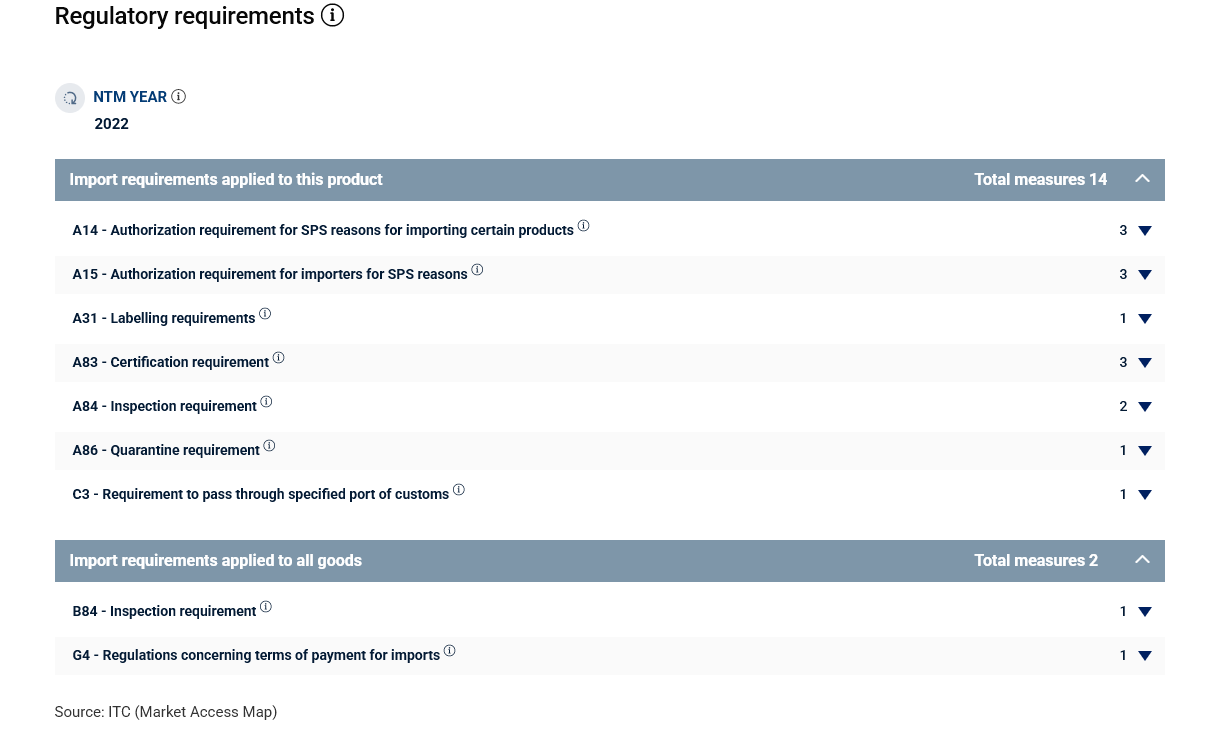 Regulatory requirements
NTM YEAR
2022
Import requirements applied to this product Total measures 14
A14 - Authorization requirement for SPS reasons for importing certain products 3
A15 - Authorization requirement for importers for SPS reasons 3
A31 - Labelling requirements 1
A83 - Certification requirement 3
A84 - Inspection requirement 2
A86 - Quarantine requirement 1
C3 - Requirement to pass through specified port of customs 1
Import requirements applied to all goods Total measures 2
B84 - Inspection requirement 1
G4 - Regulations concerning terms of payment for imports 1
Source: ITC (Market Access Map)